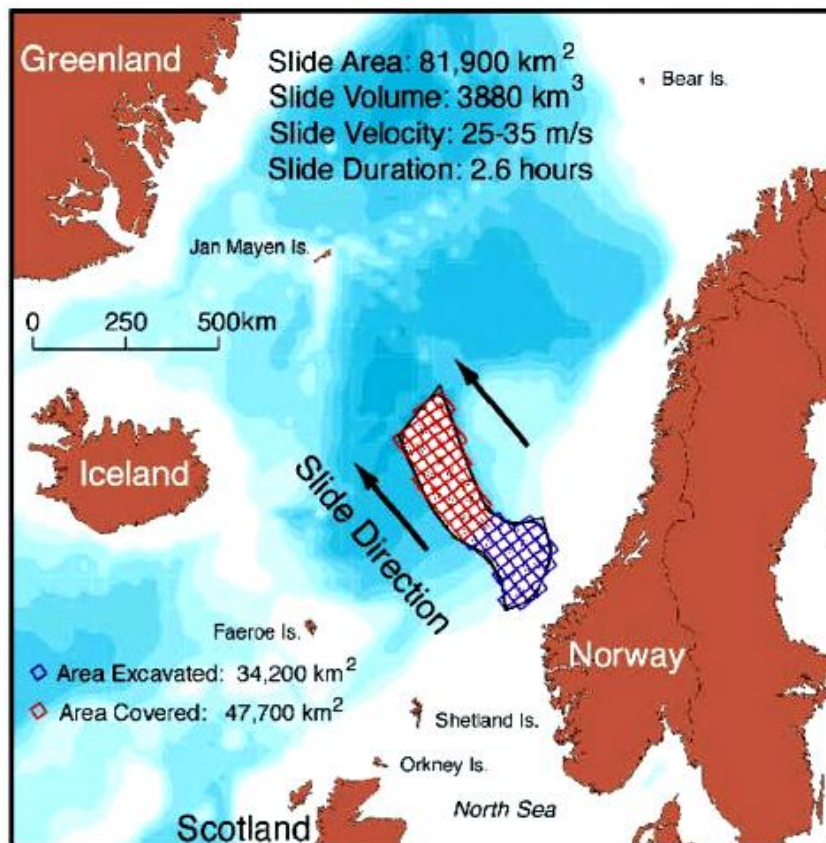 Greenland
Slide Area: 81,900 km²
Slide Volume: 3880 km³
Slide Velocity: 25-35 m/s
Slide Duration: 2.6 hours
Bear Is.
Jan Mayen Is.
0 250 500km
Iceland
Slide Direction
Faeroe Is.
Norway
Area Excavated: 34,200 km²
Area Covered: 47,700 km²
Shetland Is.
Orkney Is.
North Sea
Scotland